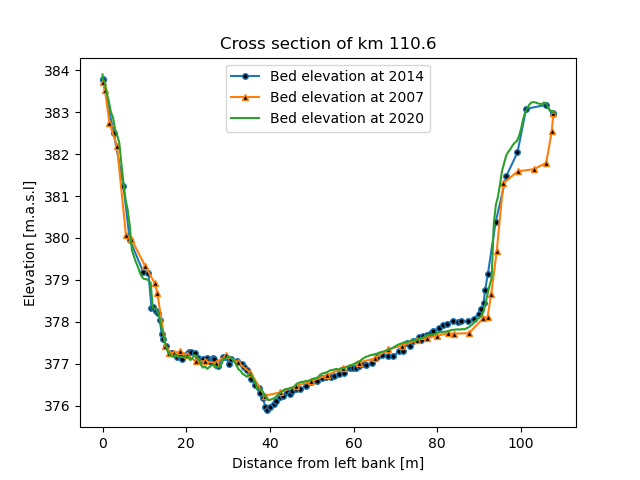 Cross section of km 110.6
Bed elevation at 2014
Bed elevation at 2007
Bed elevation at 2020
Elevation [m.a.s.l]
384
383
382
381
380
379
378
377
376
0 20 40 60 80 100
Distance from left bank [m]